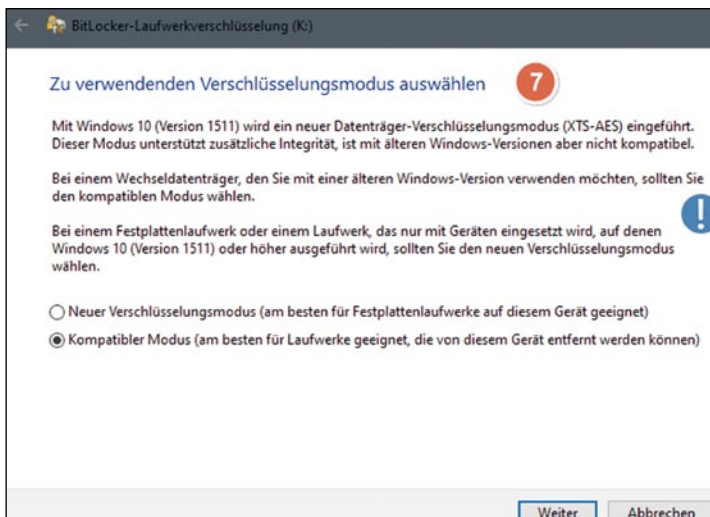 BitLocker-Laufwerkverschlüsselung (K:)
Zu verwendenden Verschlüsselungsmodus auswählen
7
Mit Windows 10 (Version 1511) wird ein neuer Datenträger-Verschlüsselungsmodus (XTS-AES) eingeführt.
Dieser Modus unterstützt zusätzliche Integrität, ist mit älteren Windows-Versionen aber nicht kompatibel.
Bei einem Wechseldatenträger, den Sie mit einer älteren Windows-Version verwenden möchten, sollten Sie
den kompatiblen Modus wählen.
!
Bei einem Festplattenlaufwerk oder einem Laufwerk, das nur mit Geräten eingesetzt wird, auf denen
Windows 10 (Version 1511) oder höher ausgeführt wird, sollten Sie den neuen Verschlüsselungsmodus
wählen.
Neuer Verschlüsselungsmodus (am besten für Festplattenlaufwerke auf diesem Gerät geeignet)
Kompatibler Modus (am besten für Laufwerke geeignet, die von diesem Gerät entfernt werden können)
Weiter Abbrechen